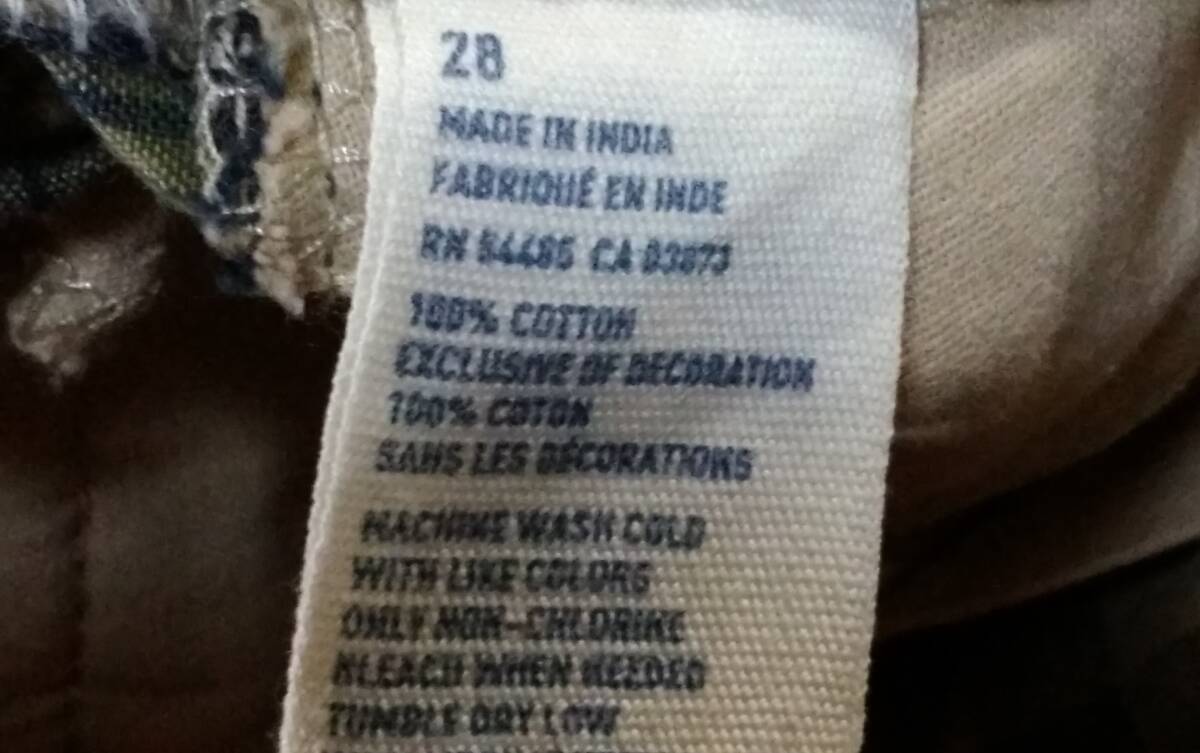 28
MADE IN INDIA
FABRIQUÉ EN INDE
RN 54485 CA 03873
100% COTTON
EXCLUSIVE OF DECORATION
100% COTON
SANS LES DÉCORATIONS
MACHINE WASH COLD
WITH LIKE COLORS
ONLY NON-CHLORINE
BLEACH WHEN NEEDED
TUMBLE DRY LOW